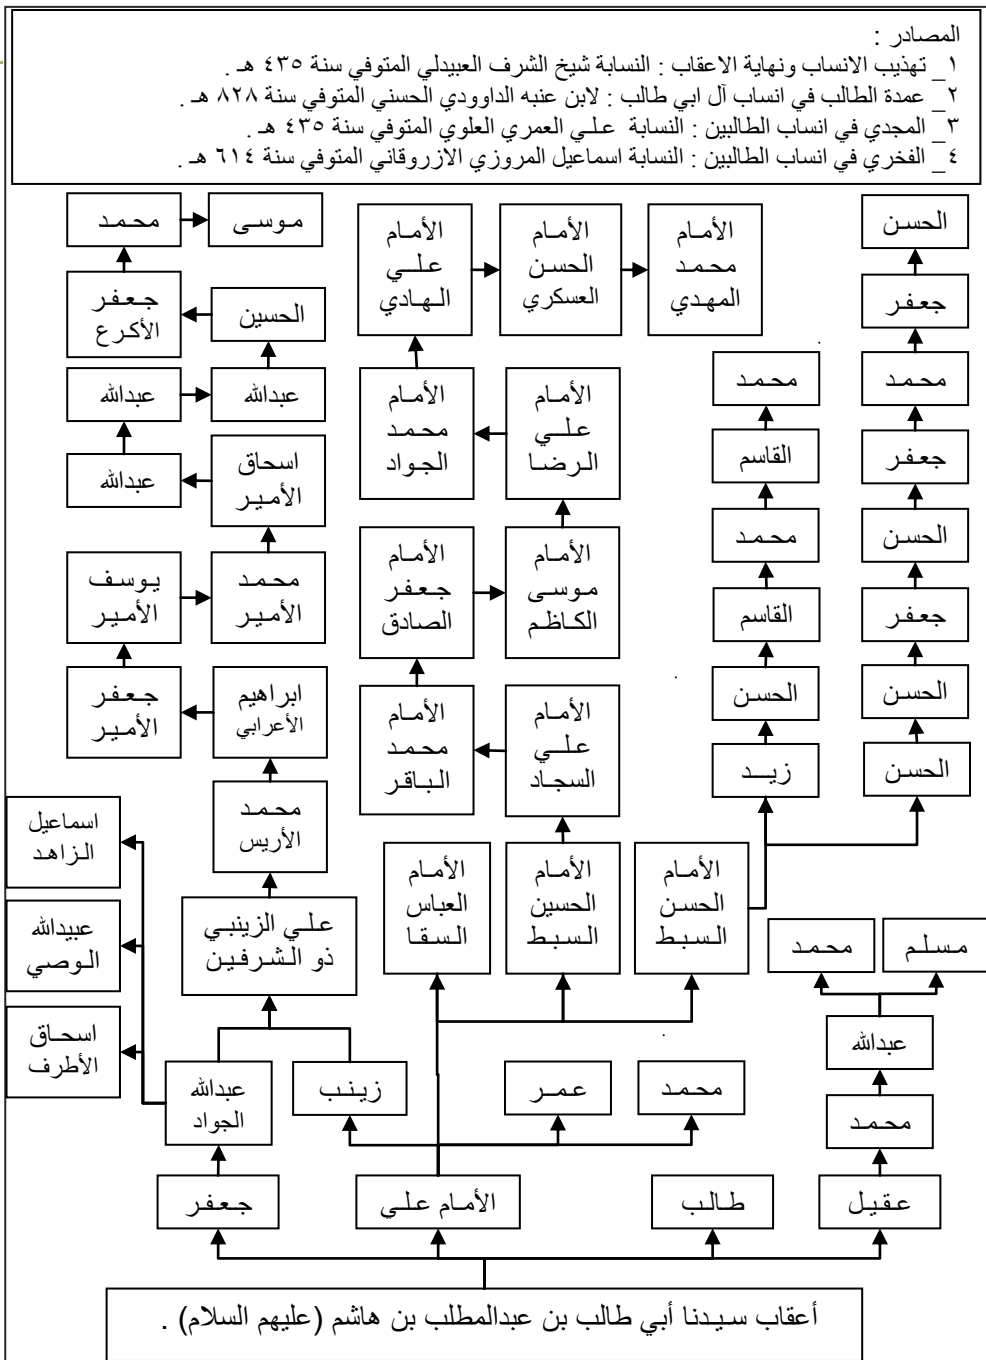 المصادر :
١_ تهذيب الانساب ونهاية الاعقاب : النسابة شيخ الشرف العبيدلي المتوفي سنة ٤٣٥ هـ .
٢_ عمدة الطالب في انساب آل ابي طالب : لابن عنبه الداوودي الحسني المتوفي سنة ٨٢٨ هـ .
٣_ المجدي في انساب الطالبين : النسابة علي العمري العلوي المتوفي سنة ٤٣٥ هـ .
٤_ الفخري في انساب الطالبين : النسابة اسماعيل المروزي الازروقاني المتوفي سنة ٦١٤ هـ .
الحسن
جعفر
محمد
جعفر
الحسن
جعفر
الحسن
الحسن
محمد
القاسم
محمد
القاسم
الحسن
زيد
الأمام
محمد
المهدي
الأمام
الحسن
العسكري
الأمام
علي
الهادي
الأمام
علي
الرضا
الأمام
محمد
الجواد
الأمام
موسى
الكاظم
الأمام
جعفر
الصادق
الأمام
علي
السجاد
الأمام
محمد
الباقر
الأمام
الحسن
السبط
الأمام
الحسين
السبط
الأمام
العباس
السقا
موسى
محمد
الحسين
جعفر
الأكرع
عبدالله
عبدالله
اسحاق
الأمير
عبدالله
محمد
الأمير
يوسف
الأمير
ابراهيم
الأعرابي
جعفر
الأمير
محمد
الأريس
علي الزينبي
ذو الشرفين
اسماعيل
الزاهد
عبيدالله
الوصي
اسحاق
الأطرف
مسلم
محمد
عبدالله
محمد
محمد
عمر
زينب
عبدالله
الجواد
عقيل
طالب
الأمام علي
جعفر
أعقاب سيدنا أبي طالب بن عبدالمطلب بن هاشم (عليهم السلام) .